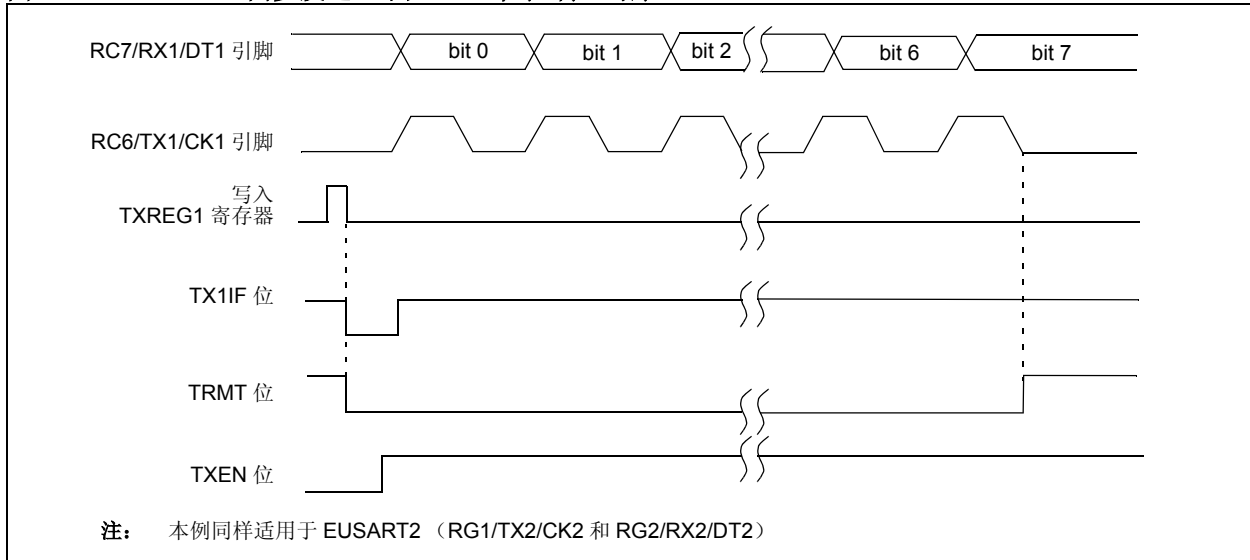 RC7/RX1/DT1 引脚
bit 0
bit 1
bit 2
bit 6
bit 7
RC6/TX1/CK1 引脚
写入
TXREG1 寄存器
TX1IF 位
TRMT 位
TXEN 位
注： 本例同样适用于 EUSART2 （RG1/TX2/CK2 和 RG2/RX2/DT2）